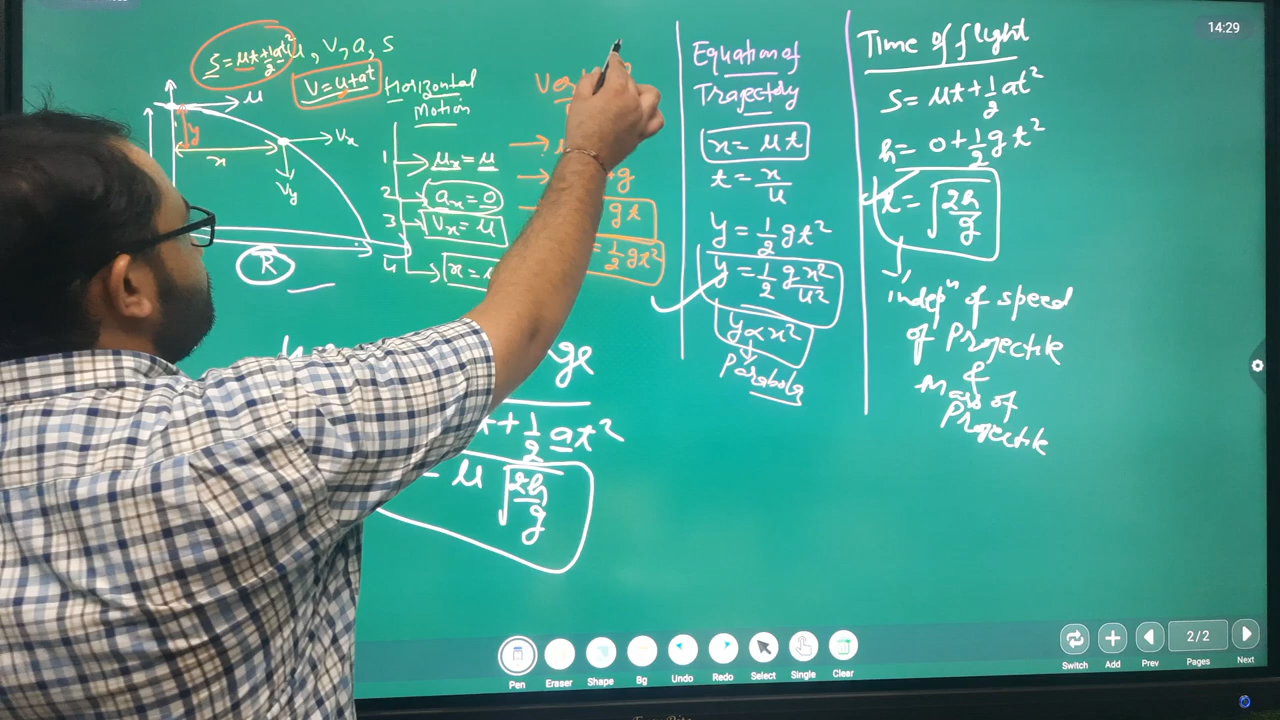 S = ut + 1/2 at² u, v, a, s
v = u + at
u
y
x
Vx
Vy
R
Horizontal
Motion
1 → ux = u
2 → ax = 0
3 → Vx = u
4 → x =
→
→ +g
gt
= 1/2 gt²
ge
t + 1/2 at²
= u √(2h/g)
Equation of
Trajectory
x = ut
t = x/u
y = 1/2 gt²
y = 1/2 g x²/u²
y ∝ x²
Parabola
Time of flight
S = ut + 1/2 at²
h = 0 + 1/2 gt²
t = √(2h/g)
indepⁿ of speed
of Projectile
&
Mass of
Projectile
14:29
Pen Eraser Shape Bg Undo Redo Select Single Clear
Switch Add Prev 2/2 Pages Next